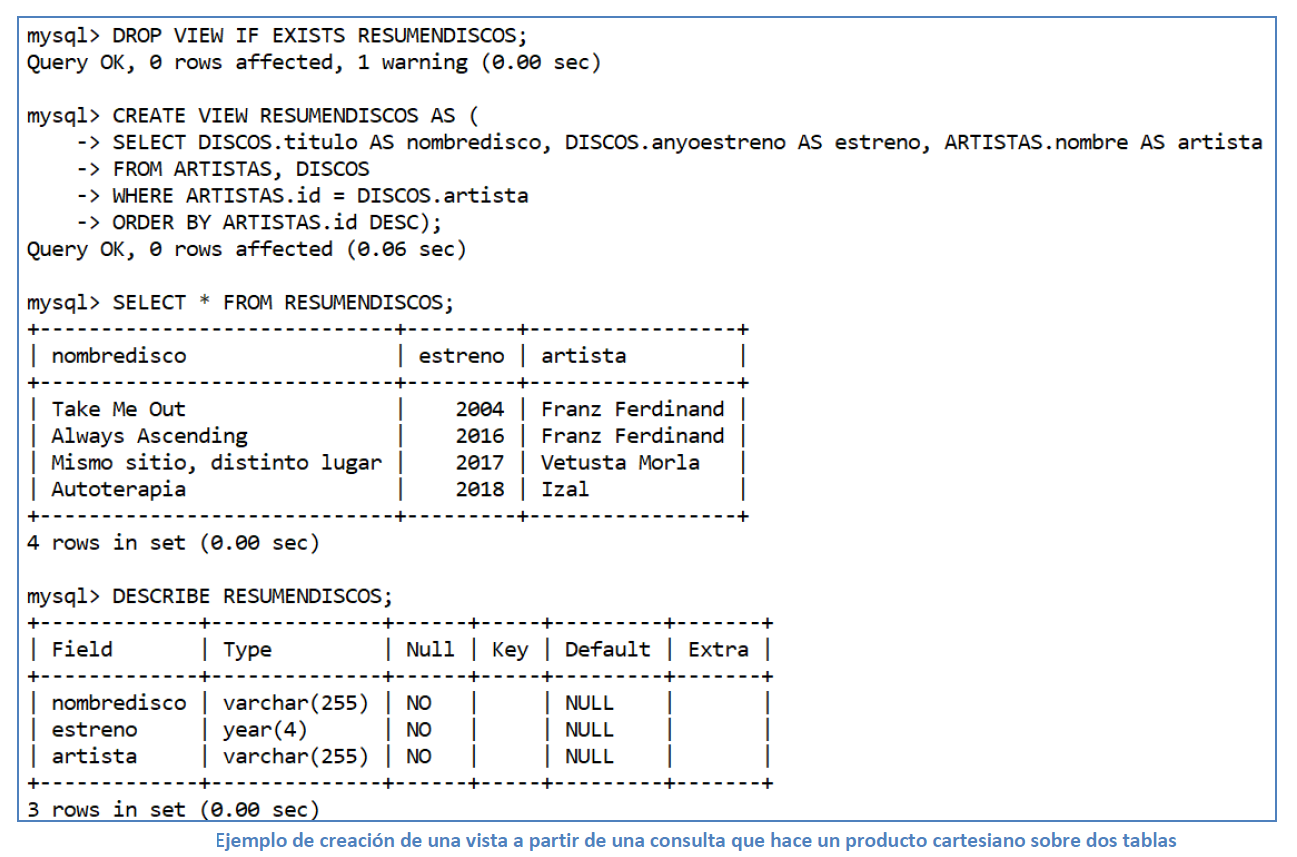 mysql> DROP VIEW IF EXISTS RESUMENDISCOS;
Query OK, 0 rows affected, 1 warning (0.00 sec)

mysql> CREATE VIEW RESUMENDISCOS AS (
    -> SELECT DISCOS.titulo AS nombredisco, DISCOS.anyoestreno AS estreno, ARTISTAS.nombre AS artista
    -> FROM ARTISTAS, DISCOS
    -> WHERE ARTISTAS.id = DISCOS.artista
    -> ORDER BY ARTISTAS.id DESC);
Query OK, 0 rows affected (0.06 sec)

mysql> SELECT * FROM RESUMENDISCOS;
+-----------------------------+---------+-----------------+
| nombredisco                 | estreno | artista         |
+-----------------------------+---------+-----------------+
| Take Me Out                 |    2004 | Franz Ferdinand |
| Always Ascending            |    2016 | Franz Ferdinand |
| Mismo sitio, distinto lugar |    2017 | Vetusta Morla   |
| Autoterapia                 |    2018 | Izal            |
+-----------------------------+---------+-----------------+
4 rows in set (0.00 sec)

mysql> DESCRIBE RESUMENDISCOS;
+-------------+--------------+------+-----+---------+-------+
| Field       | Type         | Null | Key | Default | Extra |
+-------------+--------------+------+-----+---------+-------+
| nombredisco | varchar(255) | NO   |     | NULL    |       |
| estreno     | year(4)      | NO   |     | NULL    |       |
| artista     | varchar(255) | NO   |     | NULL    |       |
+-------------+--------------+------+-----+---------+-------+
3 rows in set (0.00 sec)
Ejemplo de creación de una vista a partir de una consulta que hace un producto cartesiano sobre dos tablas